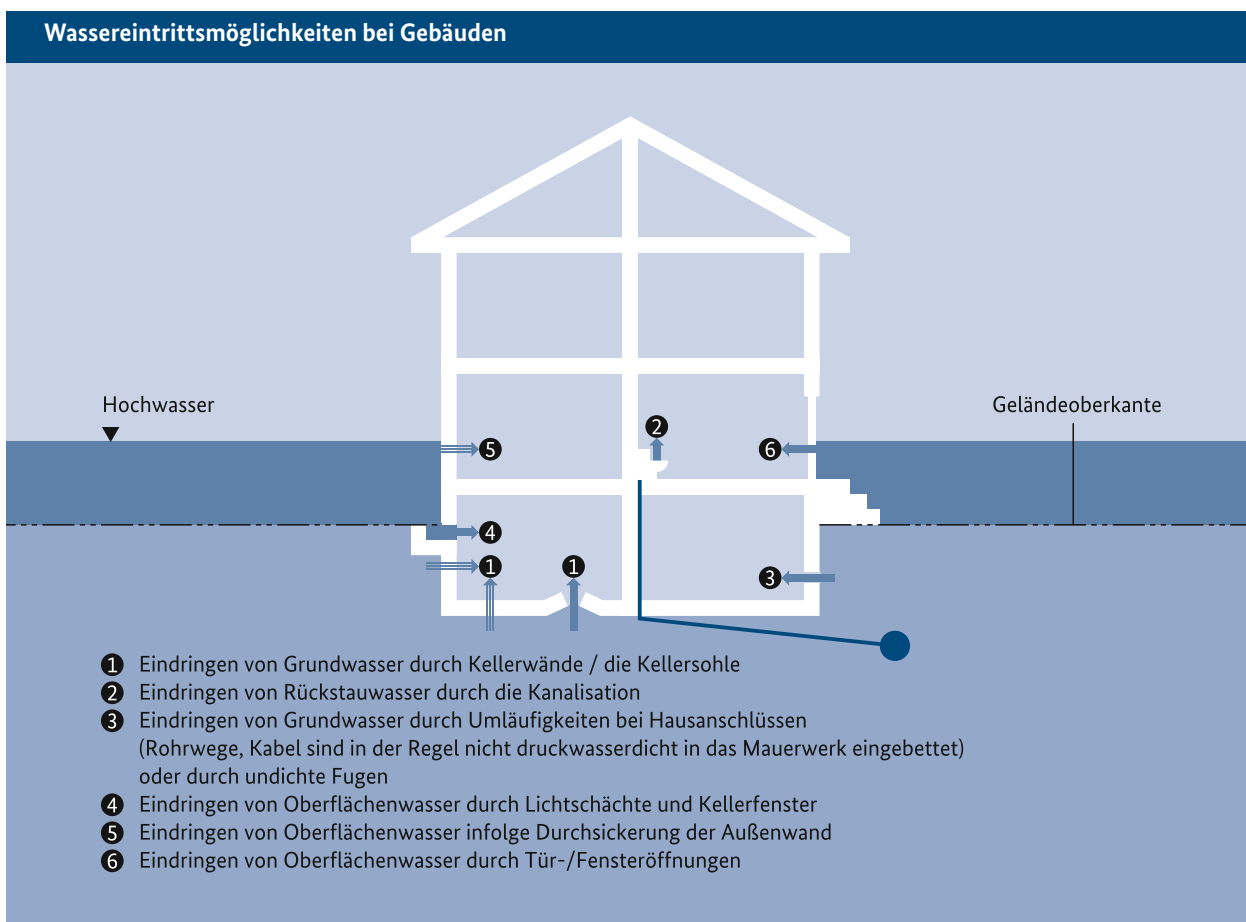 Wassereintrittsmöglichkeiten bei Gebäuden
Hochwasser
Geländeoberkante
2
5
6
4
1
1
3
1 Eindringen von Grundwasser durch Kellerwände / die Kellersohle
2 Eindringen von Rückstauwasser durch die Kanalisation
3 Eindringen von Grundwasser durch Umläufigkeiten bei Hausanschlüssen
(Rohrwege, Kabel sind in der Regel nicht druckwasserdicht in das Mauerwerk eingebettet)
oder durch undichte Fugen
4 Eindringen von Oberflächenwasser durch Lichtschächte und Kellerfenster
5 Eindringen von Oberflächenwasser infolge Durchsickerung der Außenwand
6 Eindringen von Oberflächenwasser durch Tür-/Fensteröffnungen